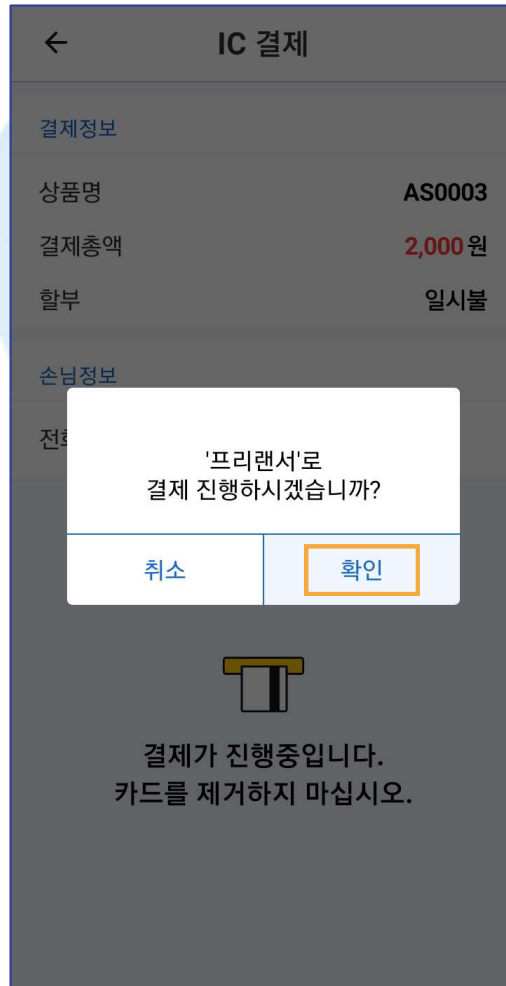 IC 결제
결제정보
상품명 AS0003
결제총액 2,000원
할부 일시불
손님정보
'프리랜서'로
결제 진행하시겠습니까?
취소 확인
결제가 진행중입니다.
카드를 제거하지 마십시오.